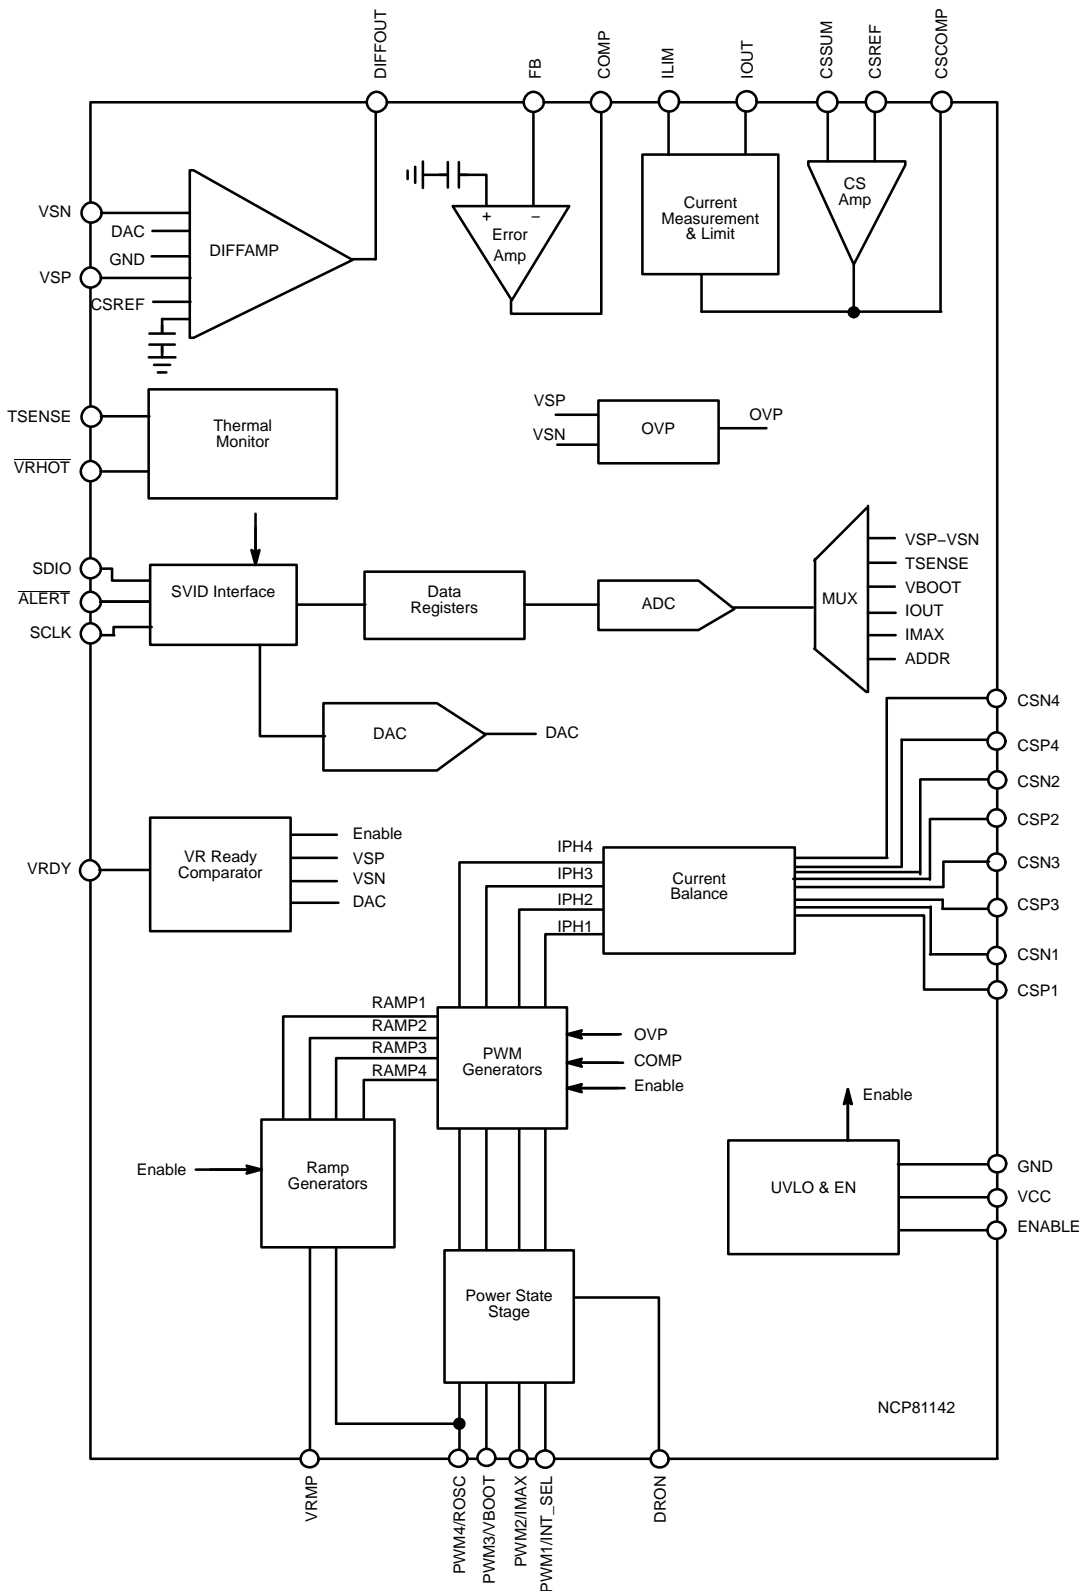 DIFFOUT
FB
COMP
ILIM
IOUT
CSSUM
CSREF
CSCOMP
VSN
DAC
GND
VSP
CSREF
DIFFAMP
+
−
Error
Amp
Current
Measurement
& Limit
CS
Amp
TSENSE
VRHOT
Thermal
Monitor
VSP
VSN
OVP
OVP
SDIO
ALERT
SCLK
SVID Interface
Data
Registers
ADC
MUX
VSP−VSN
TSENSE
VBOOT
IOUT
IMAX
ADDR
DAC
DAC
CSN4
CSP4
CSN2
CSP2
CSN3
CSP3
CSN1
CSP1
VRDY
VR Ready
Comparator
Enable
VSP
VSN
DAC
IPH4
IPH3
IPH2
IPH1
Current
Balance
RAMP1
RAMP2
RAMP3
RAMP4
PWM
Generators
OVP
COMP
Enable
Enable
Ramp
Generators
Enable
UVLO & EN
GND
VCC
ENABLE
Power State
Stage
NCP81142
VRMP
PWM4/ROSC
PWM3/VBOOT
PWM2/IMAX
PWM1/INT_SEL
DRON